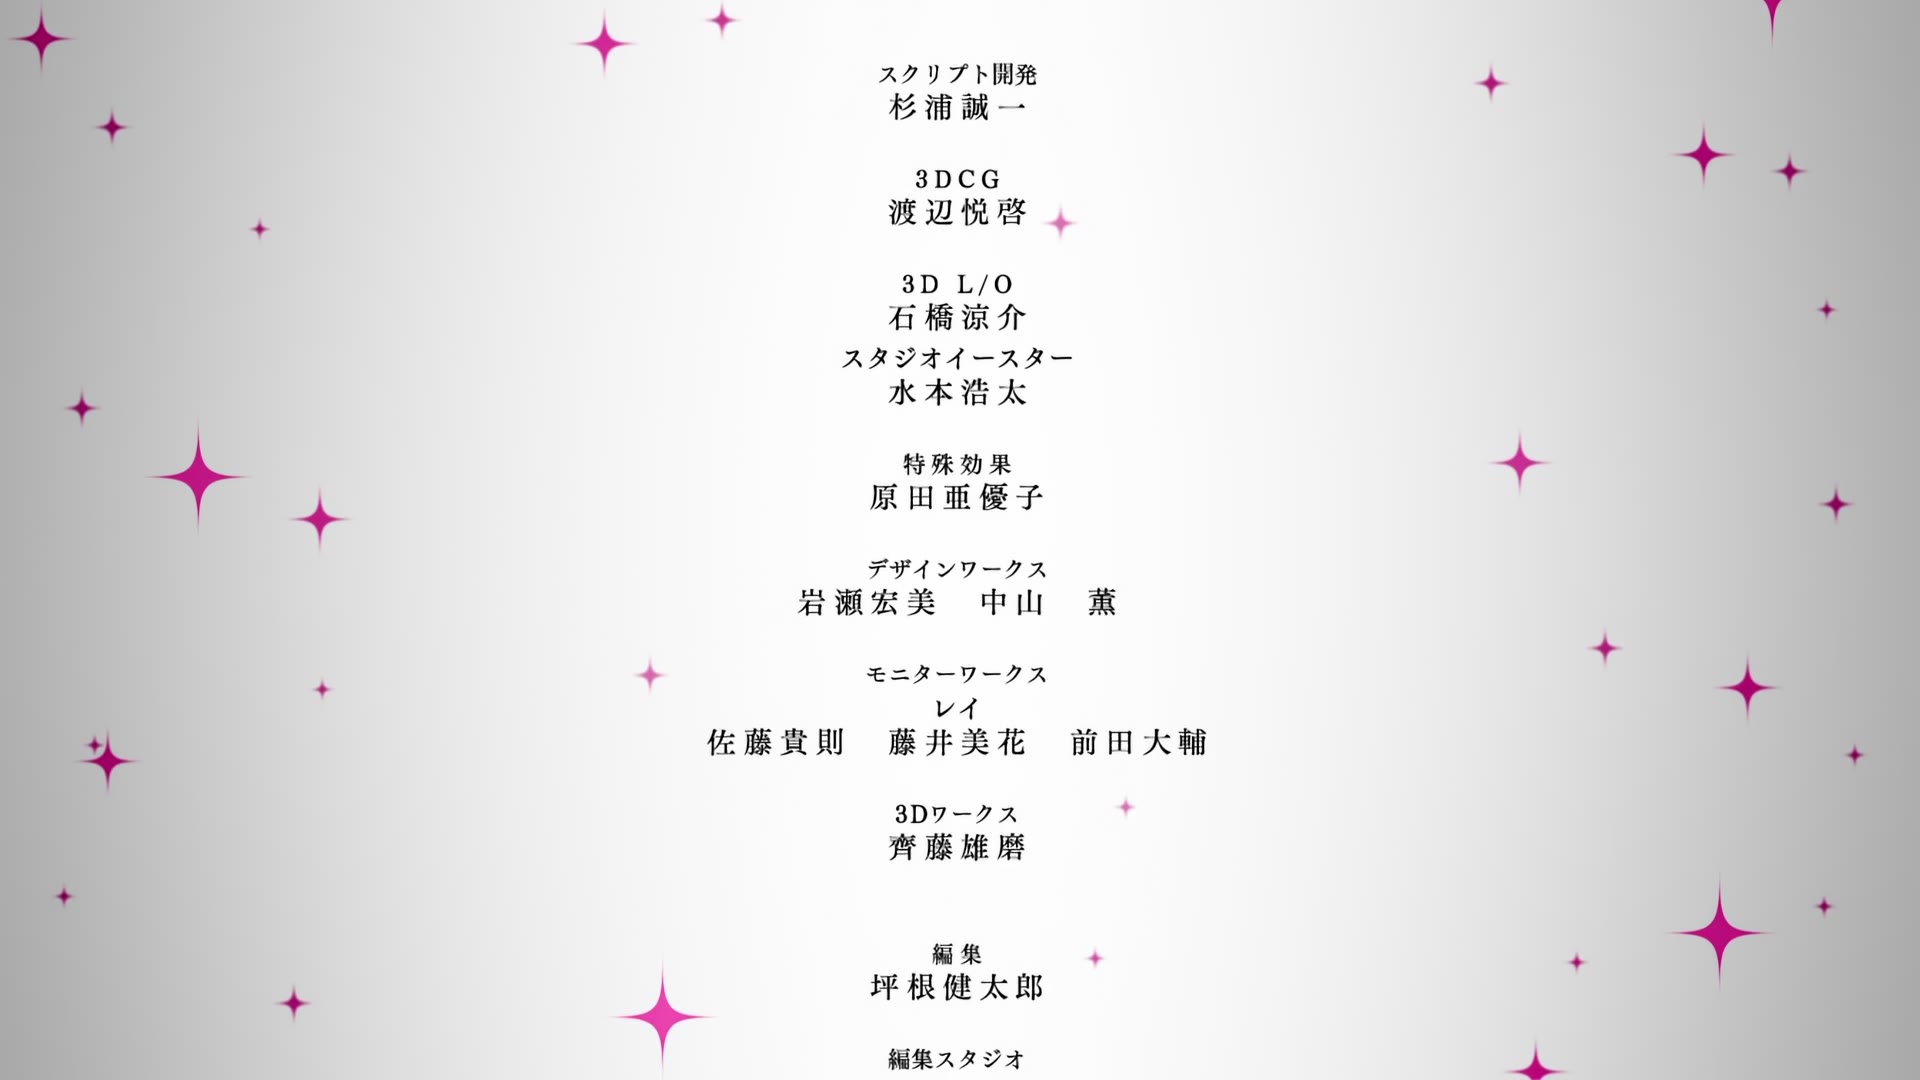 スクリプト開発
杉浦誠一
3DCG
渡辺悦啓
3D L/O
石橋涼介
スタジオイースター
水本浩太
特殊効果
原田亜優子
デザインワークス
岩瀬宏美 中山 薫
モニターワークス
レイ
佐藤貴則 藤井美花 前田大輔
3Dワークス
齊藤雄磨
編集
坪根健太郎
編集スタジオ